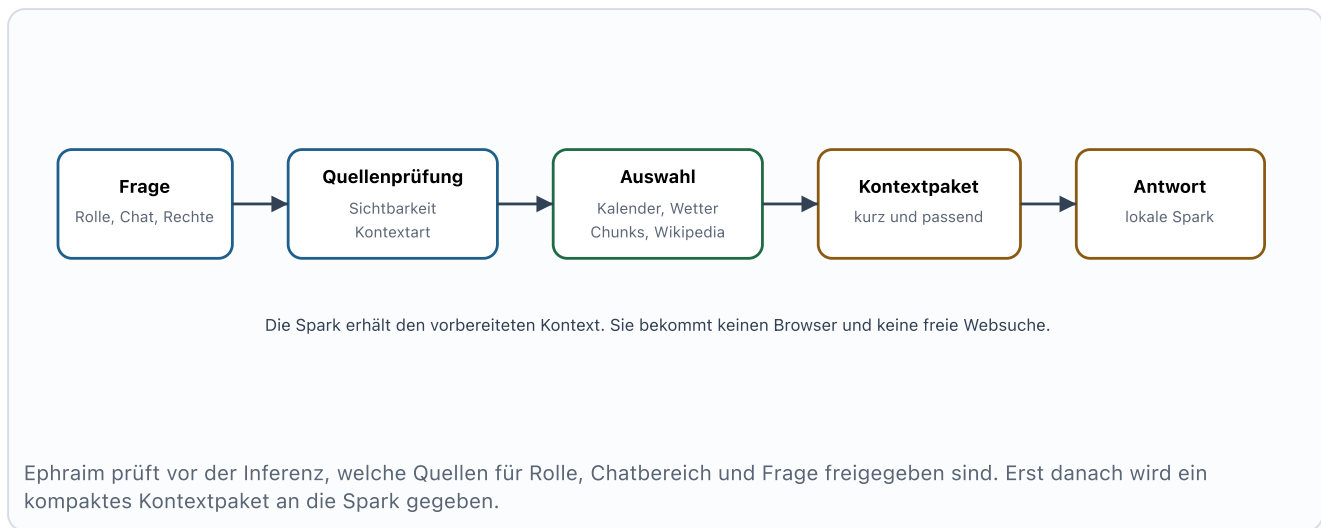 Frage
Rolle, Chat, Rechte
Quellenprüfung
Sichtbarkeit
Kontextart
Auswahl
Kalender, Wetter
Chunks, Wikipedia
Kontextpaket
kurz und passend
Antwort
lokale Spark
Die Spark erhält den vorbereiteten Kontext. Sie bekommt keinen Browser und keine freie Websuche.
Ephraim prüft vor der Inferenz, welche Quellen für Rolle, Chatbereich und Frage freigegeben sind. Erst danach wird ein
kompaktes Kontextpaket an die Spark gegeben.